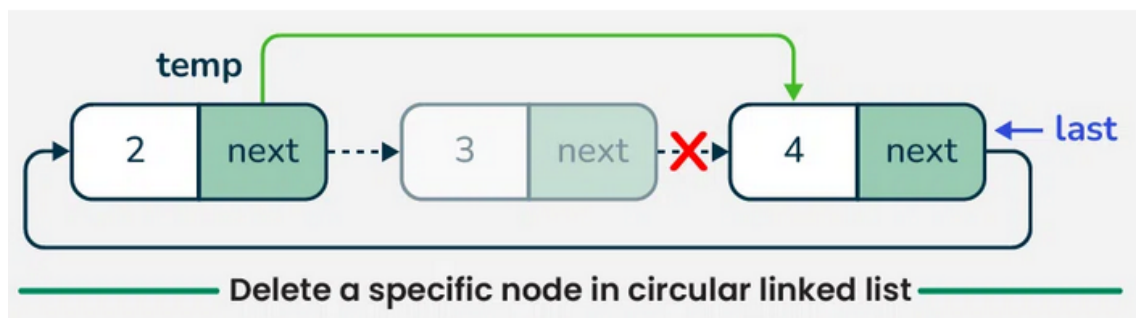 temp
2 next 3 next 4 next
last
Delete a specific node in circular linked list